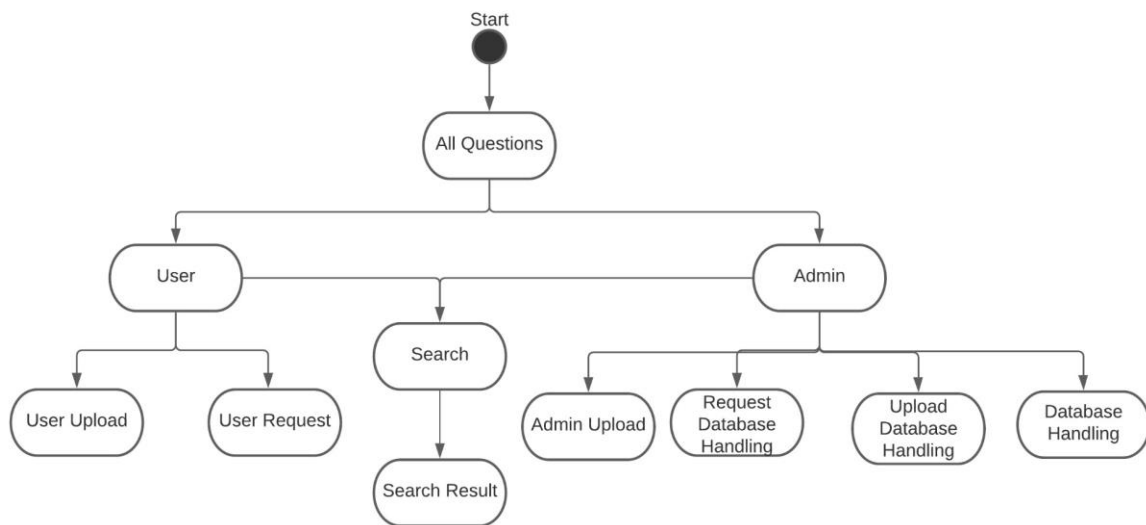 Start
All Questions
User
Admin
Search
User Upload
User Request
Admin Upload
Request
Database
Handling
Upload
Database
Handling
Database
Handling
Search Result